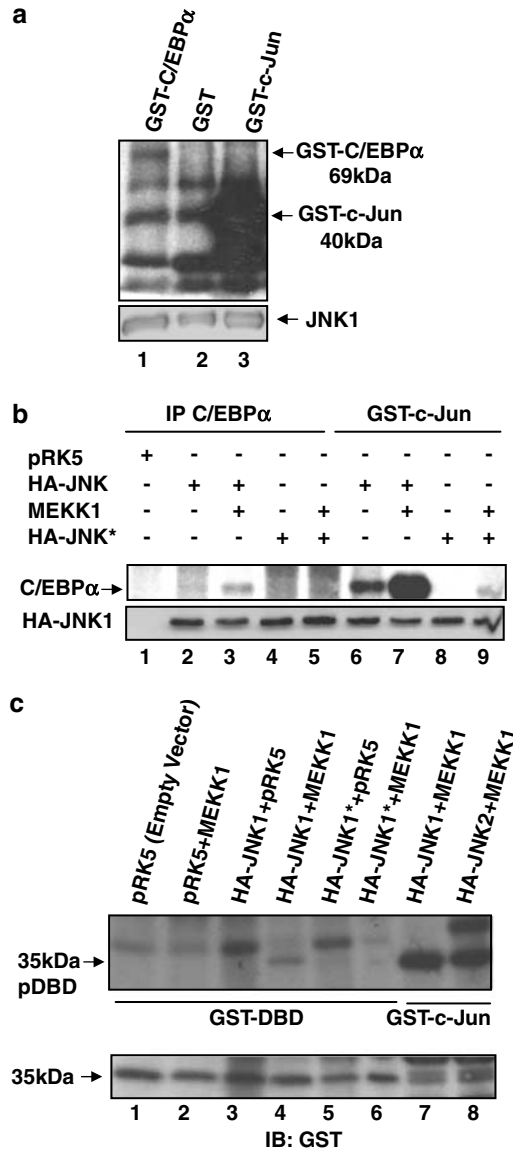 a
GST-C/EBPα
GST
GST-c-Jun
GST-C/EBPα
69kDa
GST-c-Jun
40kDa
JNK1
1 2 3
b
IP C/EBPα GST-c-Jun
pRK5 + - - - - - - - -
HA-JNK - + + - - + + - -
MEKK1 - - + - + - + - +
HA-JNK* - - - + + - - + +
C/EBPα
HA-JNK1
1 2 3 4 5 6 7 8 9
c
pRK5 (Empty Vector)
pRK5+MEKK1
HA-JNK1+pRK5
HA-JNK1+MEKK1
HA-JNK1*+pRK5
HA-JNK1*+MEKK1
HA-JNK1+MEKK1
HA-JNK2+MEKK1
35kDa
pDBD
GST-DBD GST-c-Jun
35kDa
1 2 3 4 5 6 7 8
IB: GST